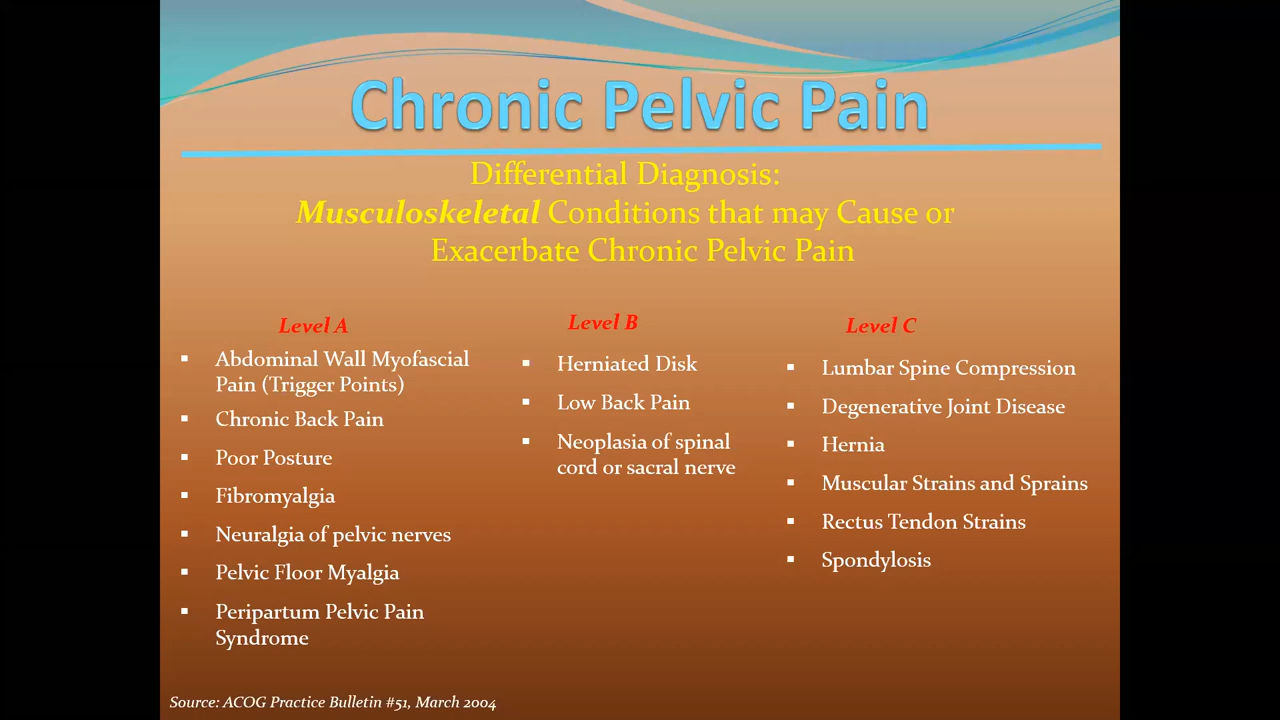 Chronic Pelvic Pain
Differential Diagnosis:
Musculoskeletal Conditions that may Cause or
Exacerbate Chronic Pelvic Pain
Level A
▪ Abdominal Wall Myofascial
Pain (Trigger Points)
▪ Chronic Back Pain
▪ Poor Posture
▪ Fibromyalgia
▪ Neuralgia of pelvic nerves
▪ Pelvic Floor Myalgia
▪ Peripartum Pelvic Pain
Syndrome
Level B
▪ Herniated Disk
▪ Low Back Pain
▪ Neoplasia of spinal
cord or sacral nerve
Level C
▪ Lumbar Spine Compression
▪ Degenerative Joint Disease
▪ Hernia
▪ Muscular Strains and Sprains
▪ Rectus Tendon Strains
▪ Spondylosis
Source: ACOG Practice Bulletin #51, March 2004